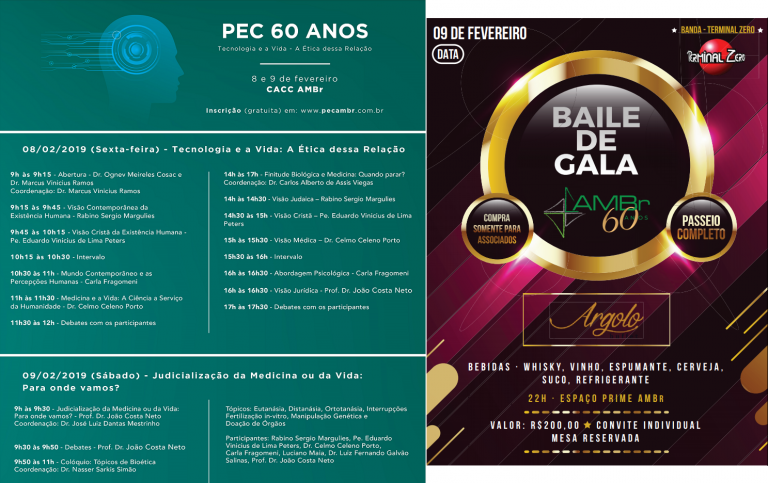 PEC 60 ANOS
Tecnologia e a Vida - A Ética dessa Relação
8 e 9 de fevereiro
CACC AMBr
Inscrição (gratuita) em: www.pecambr.com.br
08/02/2019 (Sexta-feira) - Tecnologia e a Vida: A Ética dessa Relação
9h às 9h15 - Abertura - Dr. Ognev Meireles Cosac e
Dr. Marcus Vinicius Ramos
Coordenação: Dr. Marcus Vinicius Ramos
9h15 às 9h45 - Visão Contemporânea da
Existência Humana - Rabino Sergio Margulies
9h45 às 10h15 - Visão Cristã da Existência Humana -
Pe. Eduardo Vinicius de Lima Peters
10h15 às 10h30 - Intervalo
10h30 às 11h - Mundo Contemporâneo e as
Percepções Humanas - Carla Fragomeni
11h às 11h30 - Medicina e a Vida: A Ciência a Serviço
da Humanidade - Dr. Celmo Celeno Porto
11h30 às 12h - Debates com os participantes
14h às 17h - Finitude Biológica e Medicina: Quando parar?
Coordenação: Dr. Carlos Alberto de Assis Viegas
14h às 14h30 - Visão Judaica – Rabino Sergio Margulies
14h30 às 15h - Visão Cristã – Pe. Eduardo Vinicius de Lima
Peters
15h às 15h30 - Visão Médica – Dr. Celmo Celeno Porto
15h30 às 16h - Intervalo
16h às 16h30 - Abordagem Psicológica - Carla Fragomeni
16h às 16h30 - Visão Jurídica - Prof. Dr. João Costa Neto
17h às 17h30 - Debates com os participantes
09/02/2019 (Sábado) - Judicialização da Medicina ou da Vida:
Para onde vamos?
9h às 9h30 - Judicialização da Medicina ou da Vida:
Para onde vamos? - Prof. Dr. João Costa Neto
Coordenação: Dr. José Luiz Dantas Mestrinho
9h30 às 9h50 - Debates - Prof. Dr. João Costa Neto
9h50 às 11h - Colóquio: Tópicos de Bioética
Coordenação: Dr. Nasser Sarkis Simão
Tópicos: Eutanásia, Distanásia, Ortotanásia, Interrupções
Fertilização in-vitro, Manipulação Genética e
Doação de Órgãos
Participantes: Rabino Sergio Margulies, Pe. Eduardo
Vinicius de Lima Peters, Dr. Celmo Celeno Porto,
Carla Fragomeni, Luciano Maia, Dr. Luiz Fernando Galvão
Salinas, Prof. Dr. João Costa Neto
09 DE FEVEREIRO
DATA
BANDA - TERMINAL ZERO
TERMINAL ZERO
BAILE
DE
GALA
AMBr
60
ANOS
COMPRA
SOMENTE PARA
ASSOCIADOS
PASSEIO
COMPLETO
Argolo
BEBIDAS · WHISKY, VINHO, ESPUMANTE, CERVEJA,
SUCO, REFRIGERANTE
22H · ESPAÇO PRIME AMBR
VALOR: R$200,00 ★ CONVITE INDIVIDUAL
MESA RESERVADA